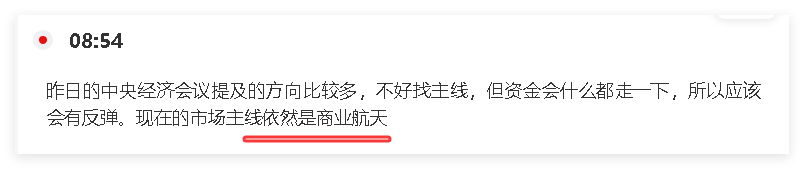 08:54
昨日的中央经济会议提及的方向比较多，不好找主线，但资金会什么都走一下，所以应该
会有反弹。现在的市场主线依然是商业航天